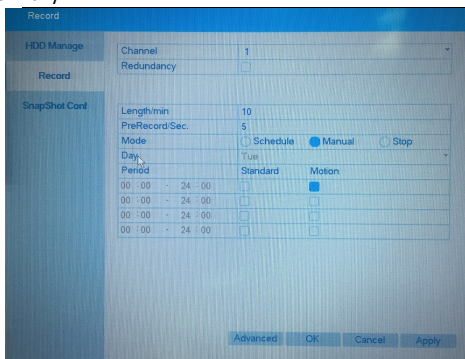 Record
HDD Manage
Record
SnapShot Conf
Channel 1
Redundancy
Length/min 10
PreRecord/Sec. 5
Mode Schedule Manual Stop
Day Tue
Period Standard Motion
00 : 00 - 24 : 00
00 : 00 - 24 : 00
00 : 00 - 24 : 00
00 : 00 - 24 : 00
Advanced OK Cancel Apply